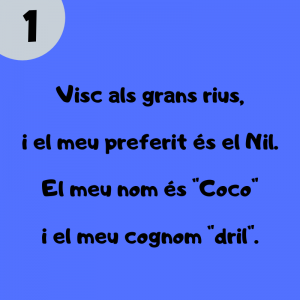 1
Visc als grans rius,
i el meu preferit és el Nil.
El meu nom és "Coco"
i el meu cognom "dril".